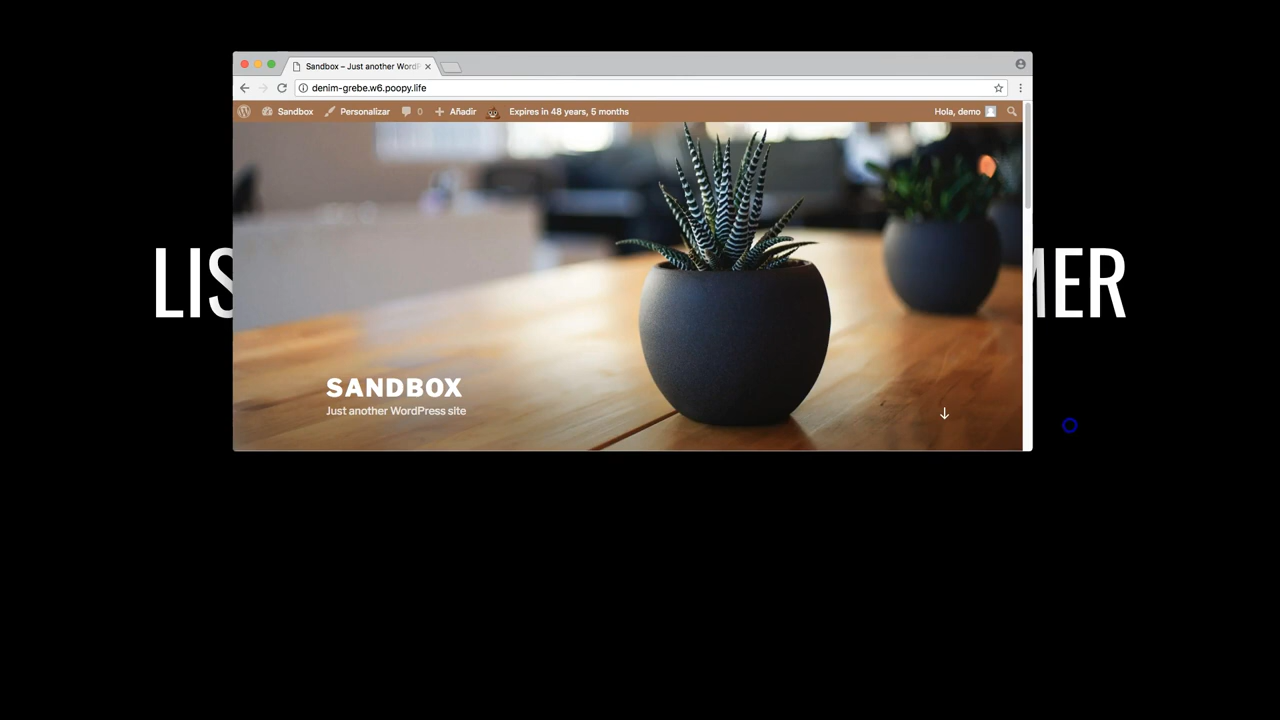 Sandbox – Just another WordP
denim-grebe.w6.poopy.life
Sandbox Personalizar 0 Añadir Expires in 48 years, 5 months Hola, demo
LIS MER
SANDBOX
Just another WordPress site